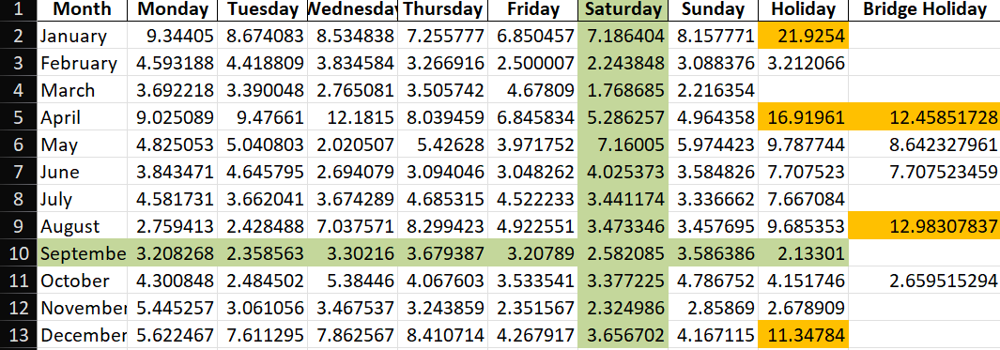 1 Month Monday Tuesday Wednesday Thursday Friday Saturday Sunday Holiday Bridge Holiday
2 January 9.34405 8.674083 8.534838 7.255777 6.850457 7.186404 8.157771 21.9254
3 February 4.593188 4.418809 3.834584 3.266916 2.500007 2.243848 3.088376 3.212066
4 March 3.692218 3.390048 2.765081 3.505742 4.67809 1.768685 2.216354
5 April 9.025089 9.47661 12.1815 8.039459 6.845834 5.286257 4.964358 16.91961 12.45851728
6 May 4.825053 5.040803 2.020507 5.42628 3.971752 7.16005 5.974423 9.787744 8.642327961
7 June 3.843471 4.645795 2.694079 3.094046 3.048262 4.025373 3.584826 7.707523 7.707523459
8 July 4.581731 3.662041 3.674289 4.685315 4.522233 3.441174 3.336662 7.667084
9 August 2.759413 2.428488 7.037571 8.299423 4.922551 3.473346 3.457695 9.685353 12.98307837
10 Septembe 3.208268 2.358563 3.30216 3.679387 3.20789 2.582085 3.586386 2.13301
11 October 4.300848 2.484502 5.38446 4.067603 3.533541 3.377225 4.786752 4.151746 2.659515294
12 November 5.445257 3.061056 3.467537 3.243859 2.351567 2.324986 2.85869 2.678909
13 December 5.622467 7.611295 7.862567 8.410714 4.267917 3.656702 4.167115 11.34784